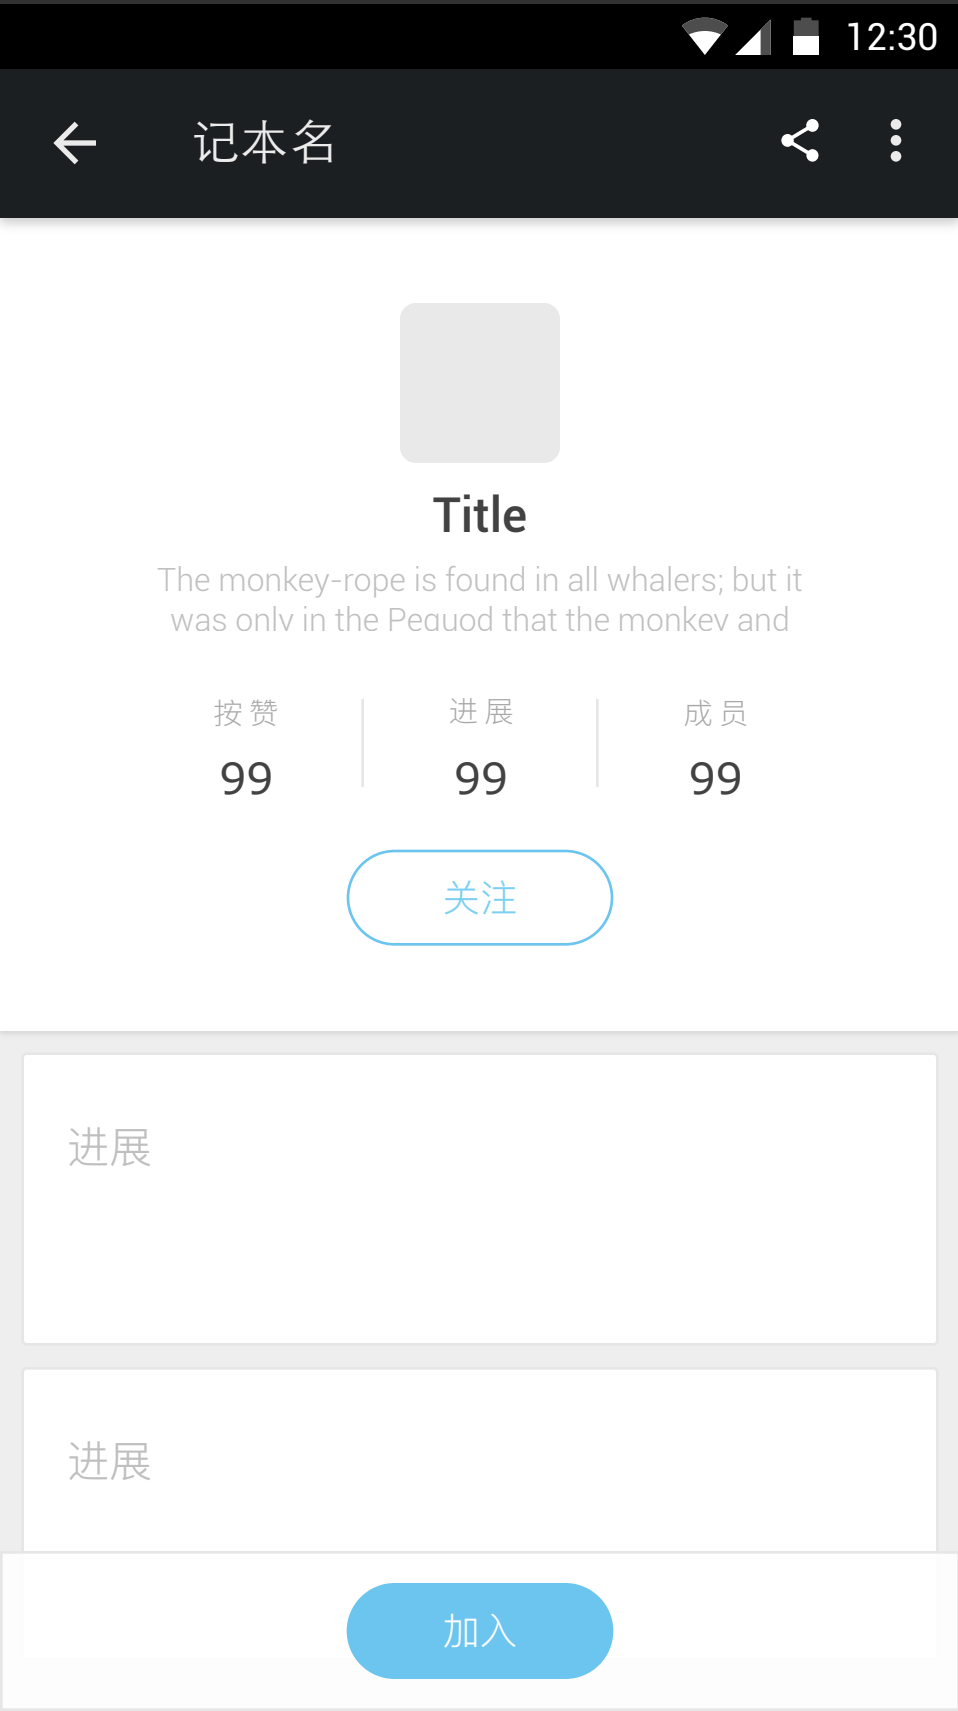 12:30
记本名
Title
The monkey-rope is found in all whalers; but it
was only in the Pequod that the monkey and
按赞 进展 成员
99 99 99
关注
进展
进展
加入